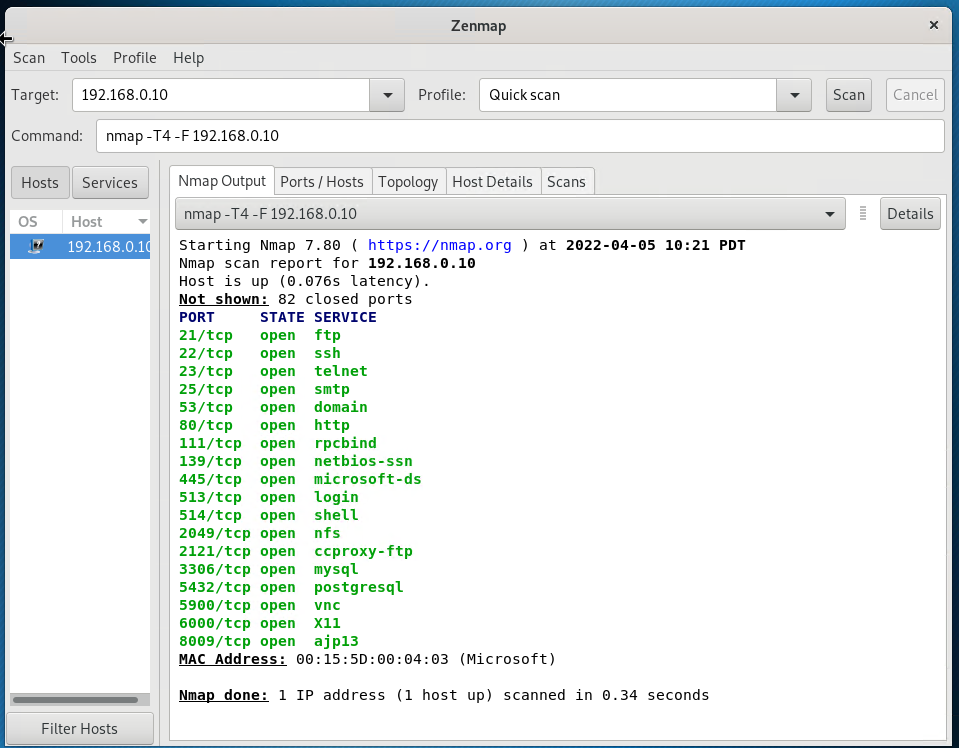 Zenmap
Scan Tools Profile Help
Target: 192.168.0.10 Profile: Quick scan Scan Cancel
Command: nmap -T4 -F 192.168.0.10
Hosts Services
OS Host
192.168.0.10
Nmap Output Ports / Hosts Topology Host Details Scans
nmap -T4 -F 192.168.0.10 Details
Starting Nmap 7.80 ( https://nmap.org ) at 2022-04-05 10:21 PDT
Nmap scan report for 192.168.0.10
Host is up (0.076s latency).
Not shown: 82 closed ports
PORT STATE SERVICE
21/tcp open ftp
22/tcp open ssh
23/tcp open telnet
25/tcp open smtp
53/tcp open domain
80/tcp open http
111/tcp open rpcbind
139/tcp open netbios-ssn
445/tcp open microsoft-ds
513/tcp open login
514/tcp open shell
2049/tcp open nfs
2121/tcp open ccproxy-ftp
3306/tcp open mysql
5432/tcp open postgresql
5900/tcp open vnc
6000/tcp open X11
8009/tcp open ajp13
MAC Address: 00:15:5D:00:04:03 (Microsoft)
Nmap done: 1 IP address (1 host up) scanned in 0.34 seconds
Filter Hosts